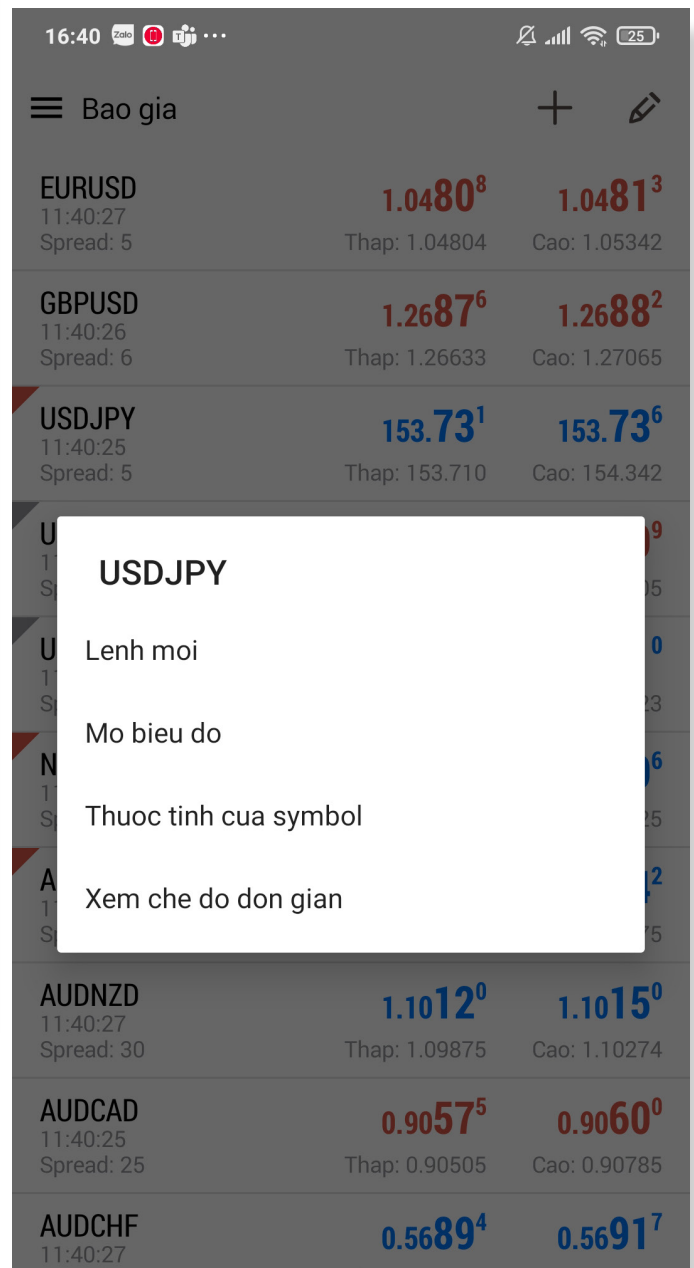 16:40 Zalo ... 25
Bao gia
EURUSD 1.04808 1.04813
11:40:27
Spread: 5 Thap: 1.04804 Cao: 1.05342
GBPUSD 1.26876 1.26882
11:40:26
Spread: 6 Thap: 1.26633 Cao: 1.27065
USDJPY 153.731 153.736
11:40:25
Spread: 5 Thap: 153.710 Cao: 154.342
USDJPY
Lenh moi
Mo bieu do
Thuoc tinh cua symbol
Xem che do don gian
AUDNZD 1.10120 1.10150
11:40:27
Spread: 30 Thap: 1.09875 Cao: 1.10274
AUDCAD 0.90575 0.90600
11:40:25
Spread: 25 Thap: 0.90505 Cao: 0.90785
AUDCHF 0.56894 0.56917
11:40:27